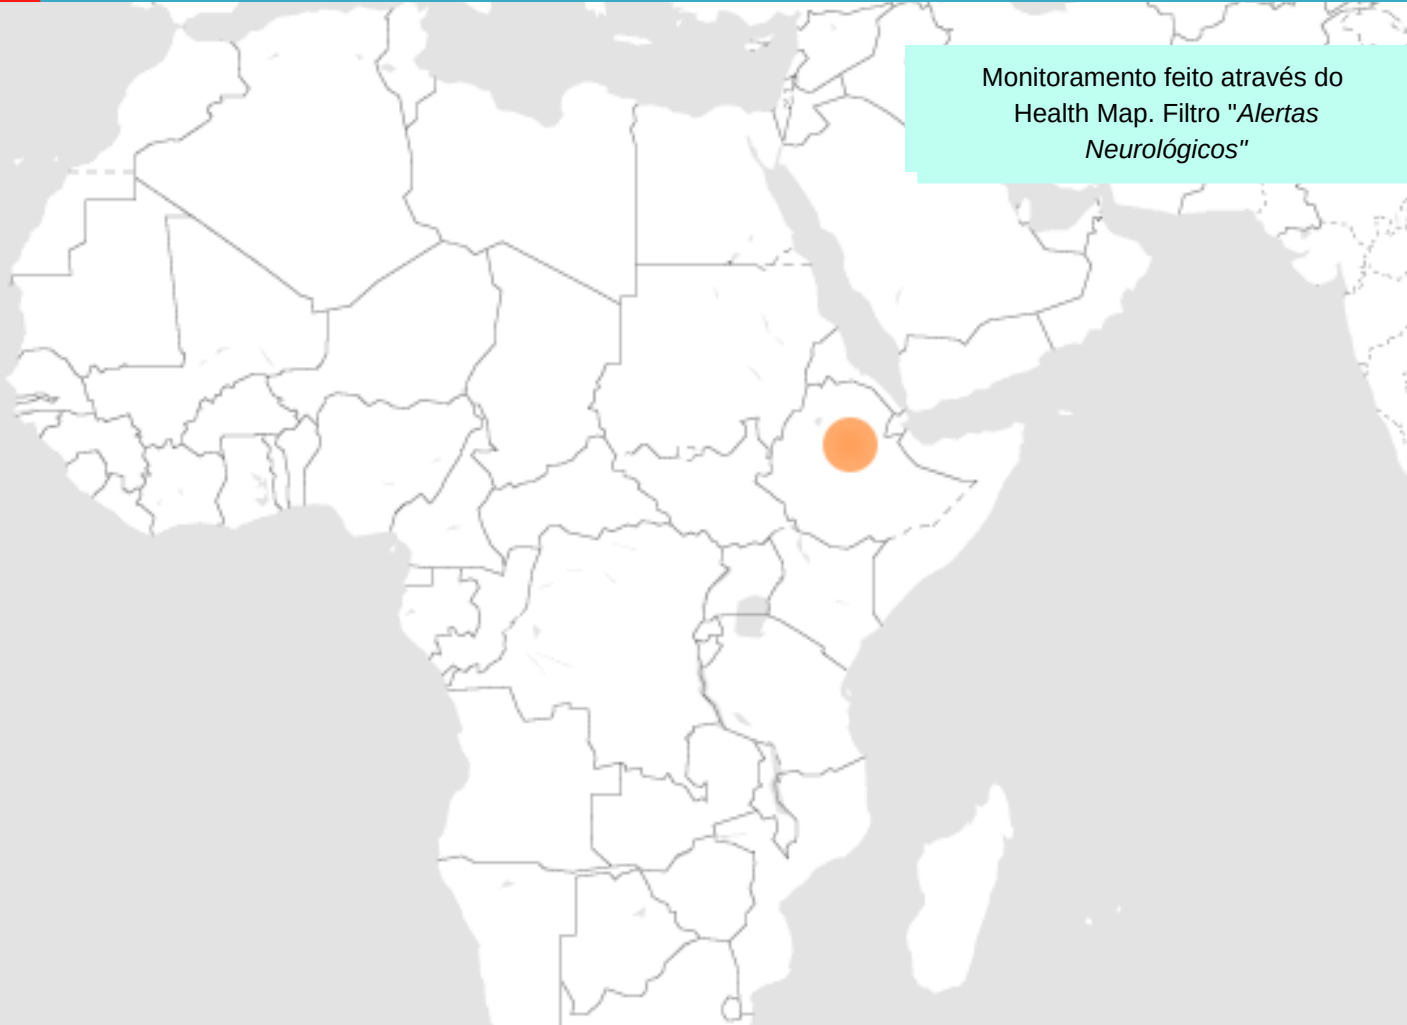 Monitoramento feito através do
Health Map. Filtro "Alertas
Neurológicos"